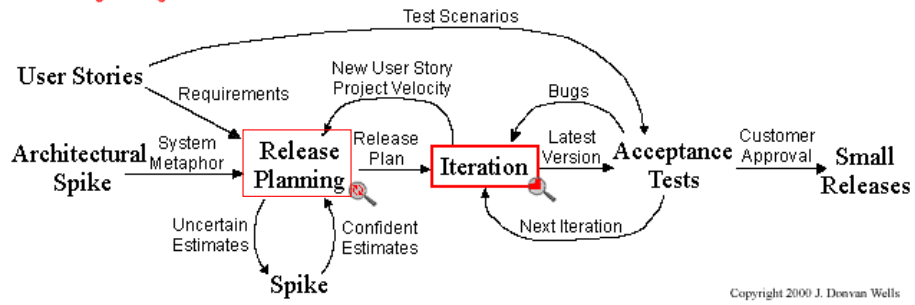 Test Scenarios
User Stories
New User Story
Project Velocity
Bugs
Requirements
Architectural
Spike
System
Metaphor
Release
Planning
Release
Plan
Iteration
Latest
Version
Acceptance
Tests
Customer
Approval
Small
Releases
Uncertain
Estimates
Confident
Estimates
Next Iteration
Spike
Copyright 2000 J. Donvan Wells